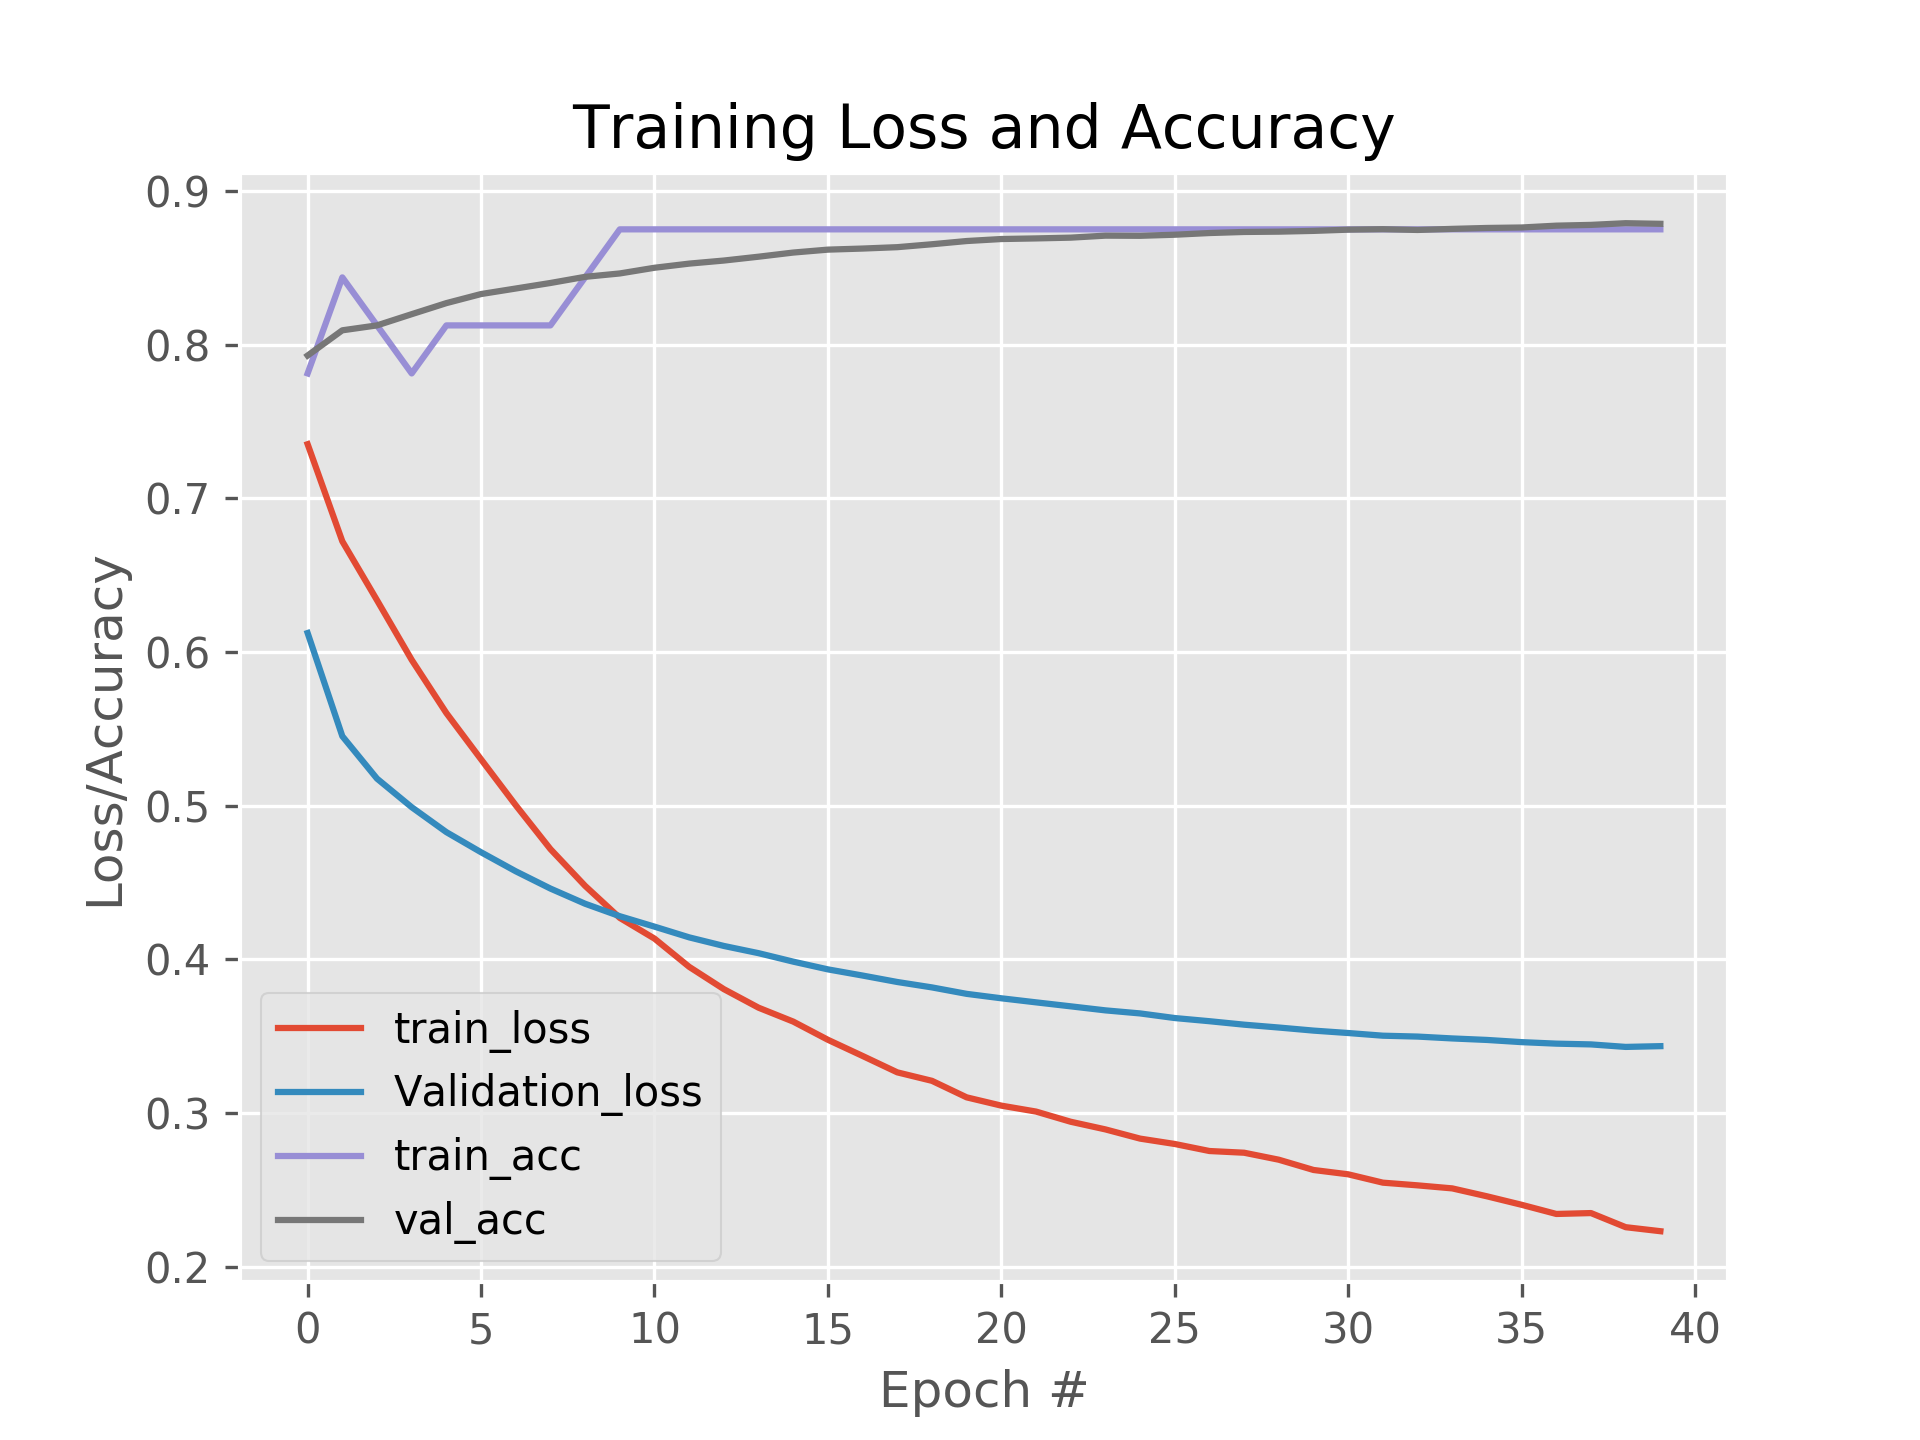 Training Loss and Accuracy
Loss/Accuracy
0.9
0.8
0.7
0.6
0.5
0.4
0.3
0.2
train_loss
Validation_loss
train_acc
val_acc
0 5 10 15 20 25 30 35 40
Epoch #